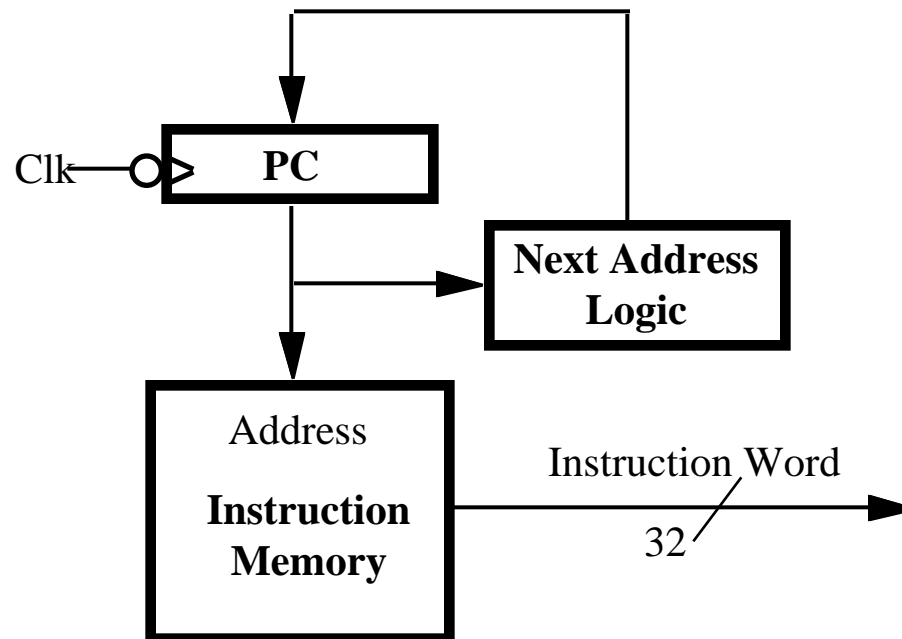 Clk
PC
Next Address
Logic
Address
Instruction
Memory
Instruction Word
32